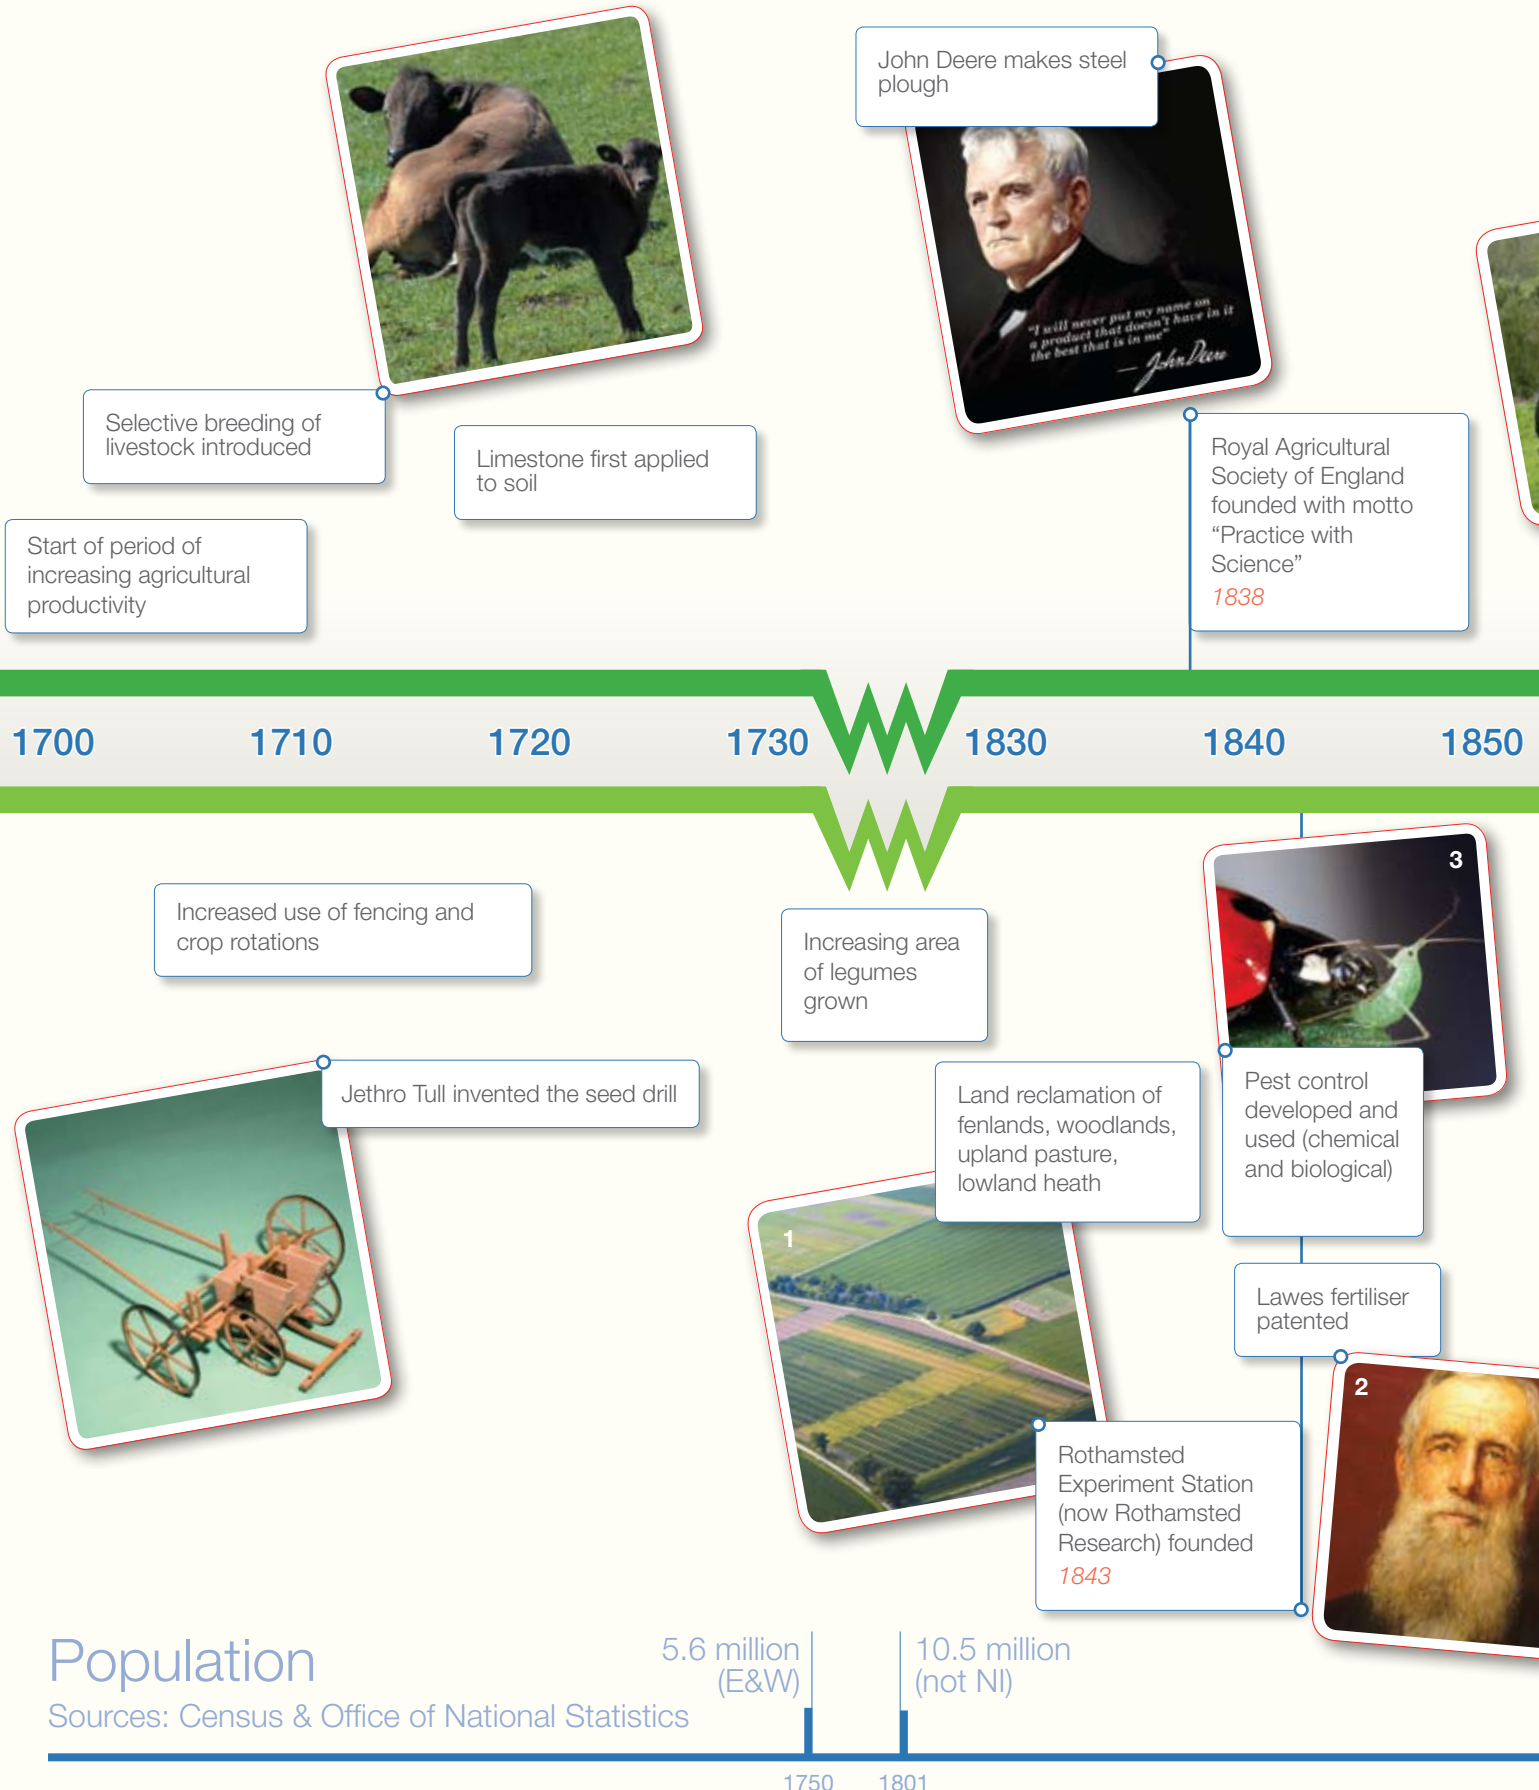 John Deere makes steel
plough
"I will never put my name on
a product that doesn't have in it
the best that is in me"
— John Deere
Selective breeding of
livestock introduced
Limestone first applied
to soil
Royal Agricultural
Society of England
founded with motto
“Practice with
Science”
1838
Start of period of
increasing agricultural
productivity
1700 1710 1720 1730 1830 1840 1850
3
Increased use of fencing and
crop rotations
Increasing area
of legumes
grown
Jethro Tull invented the seed drill
Land reclamation of
fenlands, woodlands,
upland pasture,
lowland heath
Pest control
developed and
used (chemical
and biological)
1
Lawes fertiliser
patented
2
Rothamsted
Experiment Station
(now Rothamsted
Research) founded
1843
Population
Sources: Census & Office of National Statistics
5.6 million
(E&W)
10.5 million
(not NI)
1750 1801